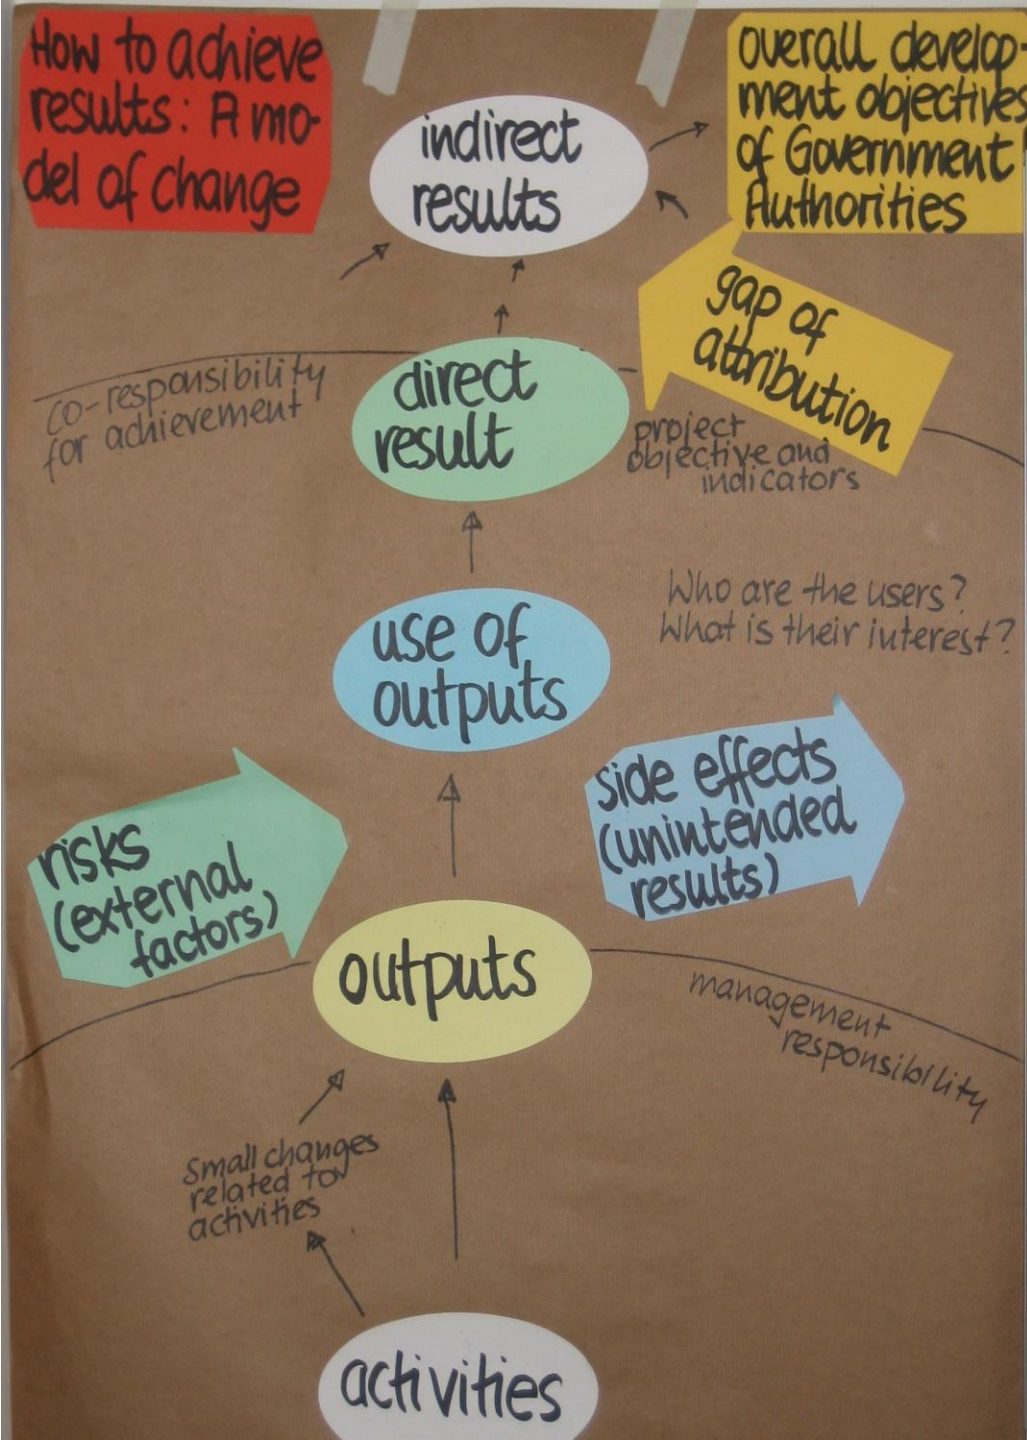 How to achieve
results: A mo-
del of change
overall develop-
ment objectives
of Government
Authorities
indirect
results
gap of
attribution
co-responsibility
for achievement
direct
result
project
objective and
indicators
Who are the users?
What is their interest?
use of
outputs
side effects
(unintended
results)
risks
(external
factors)
outputs
management
responsibility
Small changes
related to
activities
activities